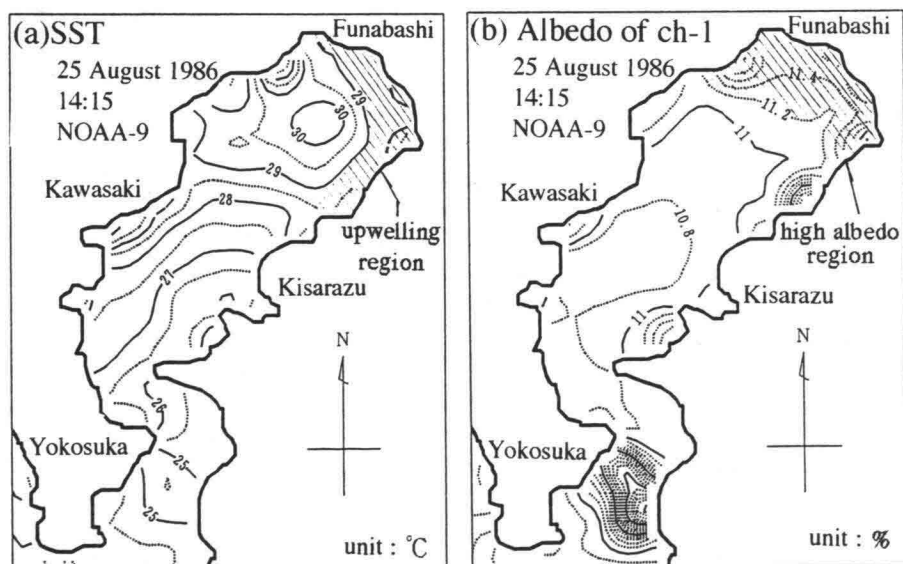 (a)SST
Funabashi
25 August 1986
14:15
NOAA-9
29
30
30
29
Kawasaki
28
upwelling
region
27
Kisarazu
N
26
Yokosuka
25
25
unit : °C
(b) Albedo of ch-1
Funabashi
25 August 1986
14:15
NOAA-9
11.4
11.2
11
Kawasaki
10.8
high albedo
region
Kisarazu
11
N
Yokosuka
unit : %